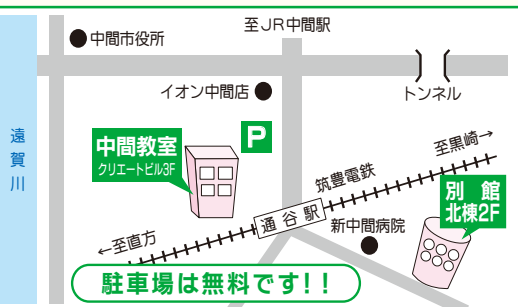 至JR中間駅
中間市役所
イオン中間店
トンネル
遠賀川
中間教室
クリエートビル3F
P
至黒崎→
筑豊電鉄
別館
北棟2F
通谷駅
新中間病院
←至直方
駐車場は無料です!!